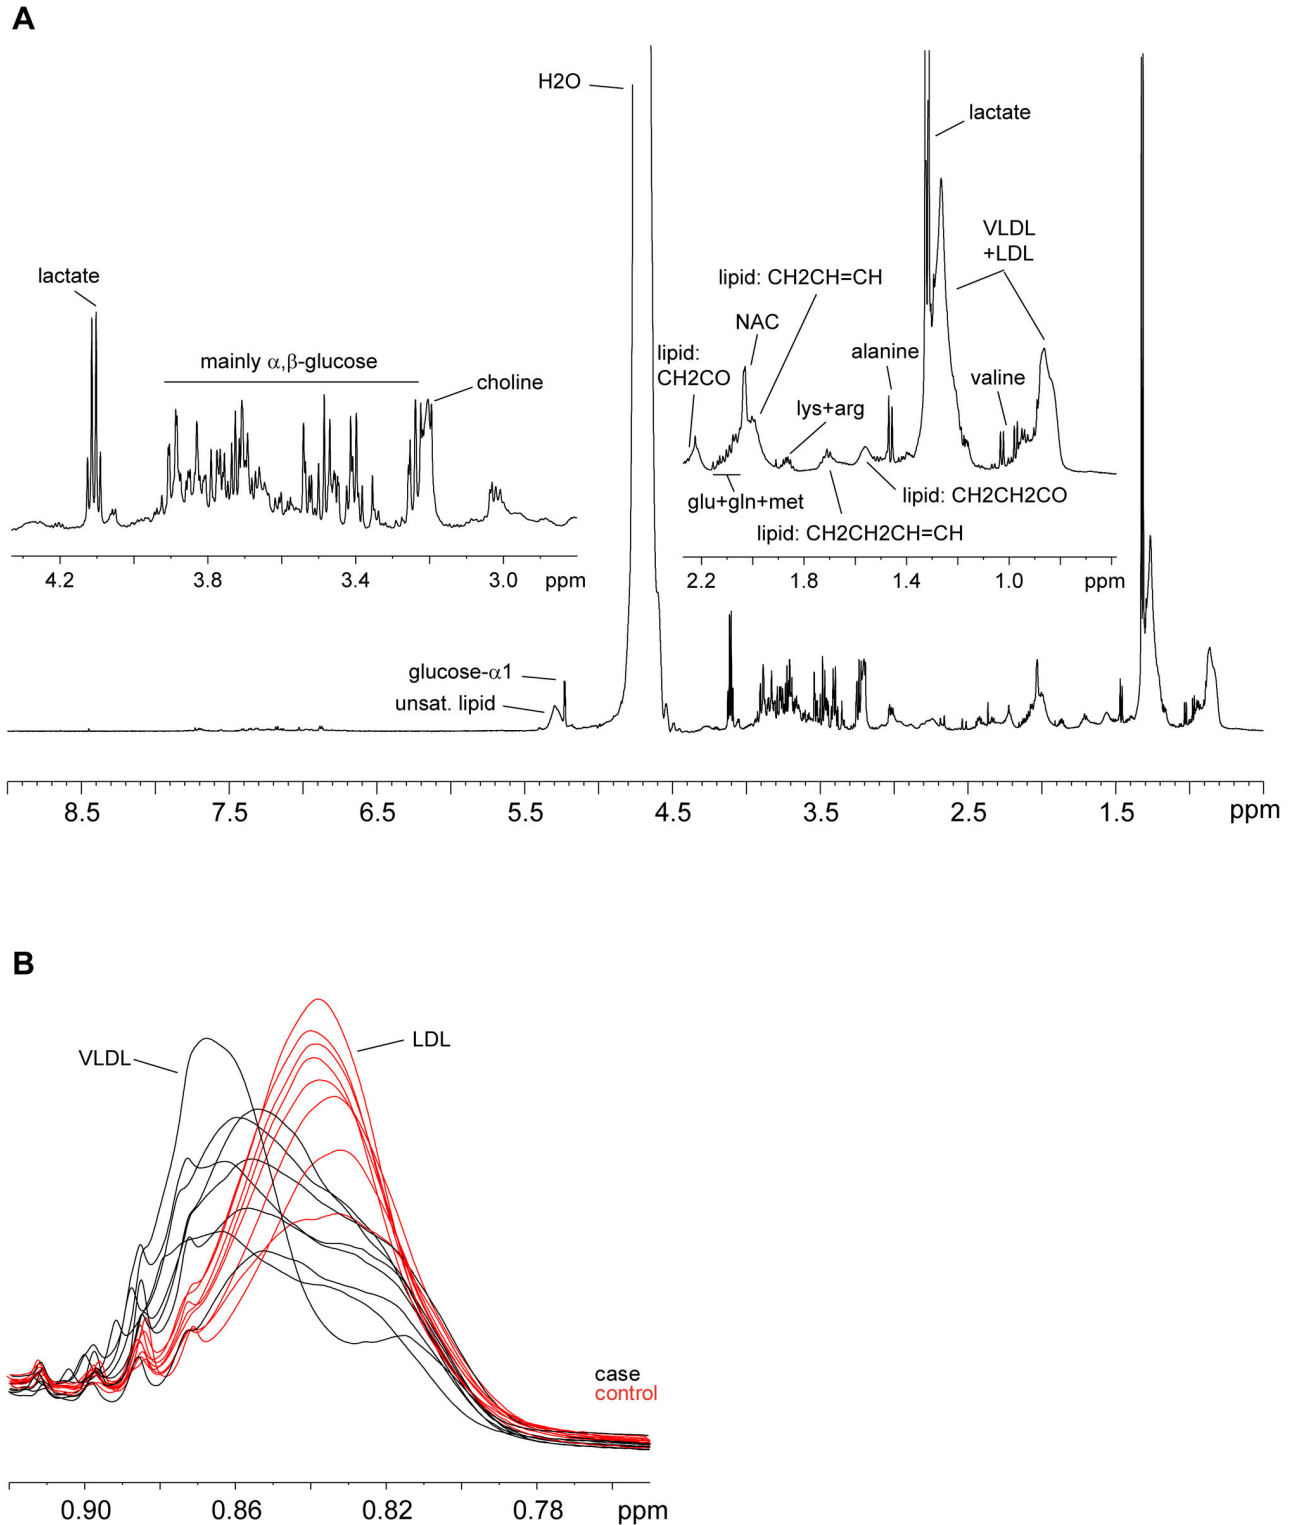 A
H2O
lactate
VLDL
+LDL
lactate
lipid: CH2CH=CH
NAC
mainly α,β-glucose
lipid:
CH2CO
alanine
choline
valine
lys+arg
glu+gln+met
lipid: CH2CH2CO
lipid: CH2CH2CH=CH
4.2 3.8 3.4 3.0 ppm
2.2 1.8 1.4 1.0 ppm
glucose-α1
unsat. lipid
8.5 7.5 6.5 5.5 4.5 3.5 2.5 1.5 ppm
B
VLDL
LDL
case
control
0.90 0.86 0.82 0.78 ppm